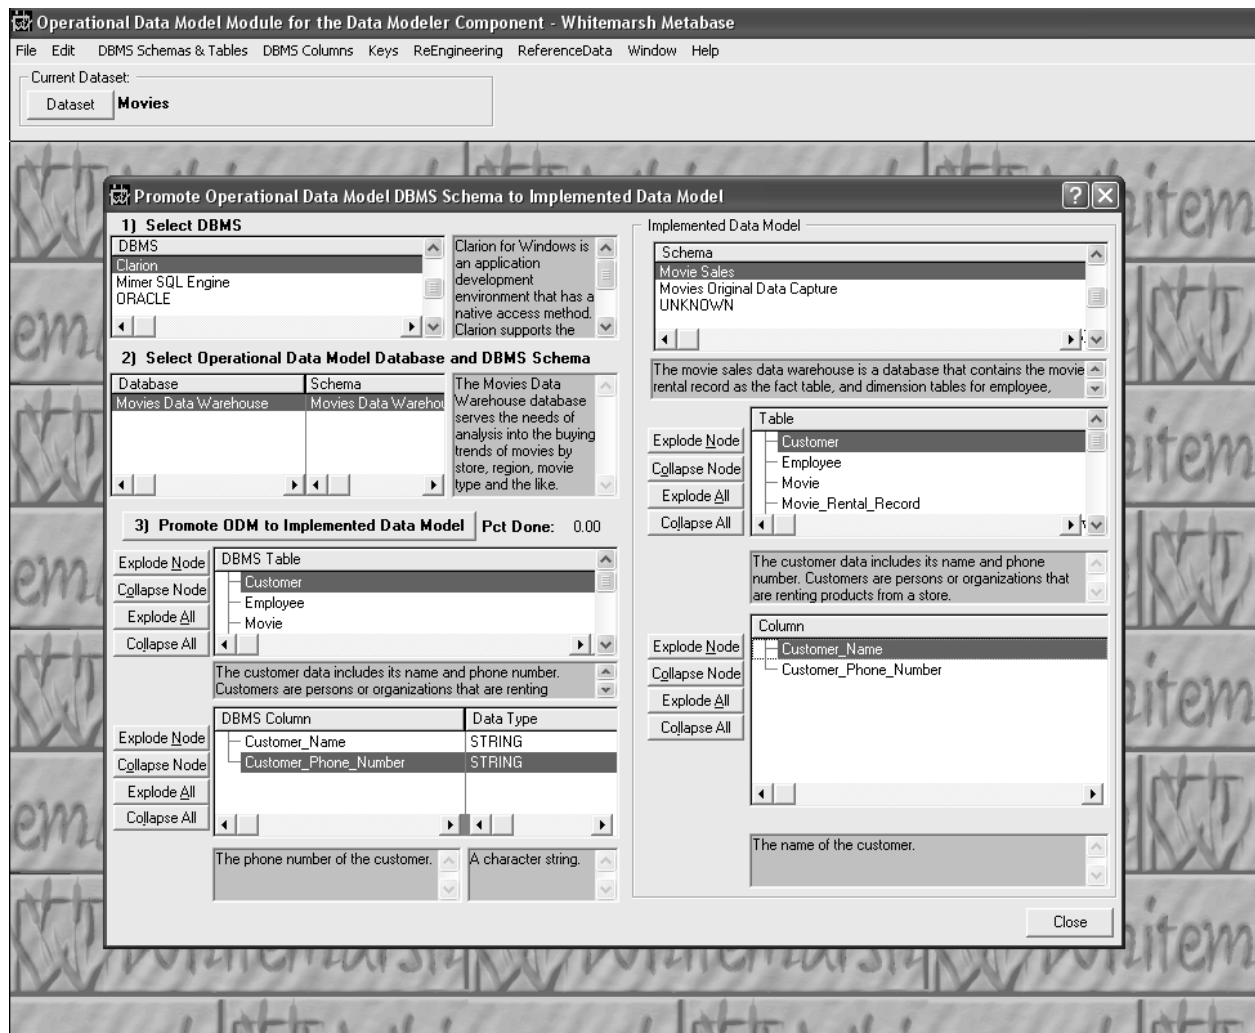 Operational Data Model Module for the Data Modeler Component - Whitemarsh Metabase
File Edit DBMS Schemas & Tables DBMS Columns Keys ReEngineering ReferenceData Window Help
Current Dataset:
Dataset Movies
Promote Operational Data Model DBMS Schema to Implemented Data Model
1) Select DBMS
DBMS
Clarion
Mimer SQL Engine
ORACLE
Clarion for Windows is
an application
development
environment that has a
native access method.
Clarion supports the
2) Select Operational Data Model Database and DBMS Schema
Database Schema
Movies Data Warehouse Movies Data Warehou
The Movies Data
Warehouse database
serves the needs of
analysis into the buying
trends of movies by
store, region, movie
type and the like.
3) Promote ODM to Implemented Data Model Pct Done: 0.00
Explode Node
Collapse Node
Explode All
Collapse All
DBMS Table
Customer
Employee
Movie
The customer data includes its name and phone number.
Customers are persons or organizations that are renting
Explode Node
Collapse Node
Explode All
Collapse All
DBMS Column Data Type
Customer_Name STRING
Customer_Phone_Number STRING
The phone number of the customer.
A character string.
Implemented Data Model
Schema
Movie Sales
Movies Original Data Capture
UNKNOWN
The movie sales data warehouse is a database that contains the movie
rental record as the fact table, and dimension tables for employee,
Explode Node
Collapse Node
Explode All
Collapse All
Table
Customer
Employee
Movie
Movie_Rental_Record
The customer data includes its name and phone
number. Customers are persons or organizations that
are renting products from a store.
Explode Node
Collapse Node
Explode All
Collapse All
Column
Customer_Name
Customer_Phone_Number
The name of the customer.
Close